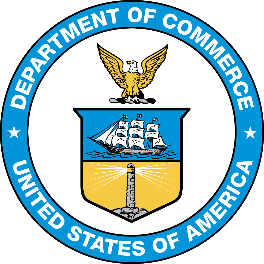 DEPARTMENT OF COMMERCE
UNITED STATES OF AMERICA